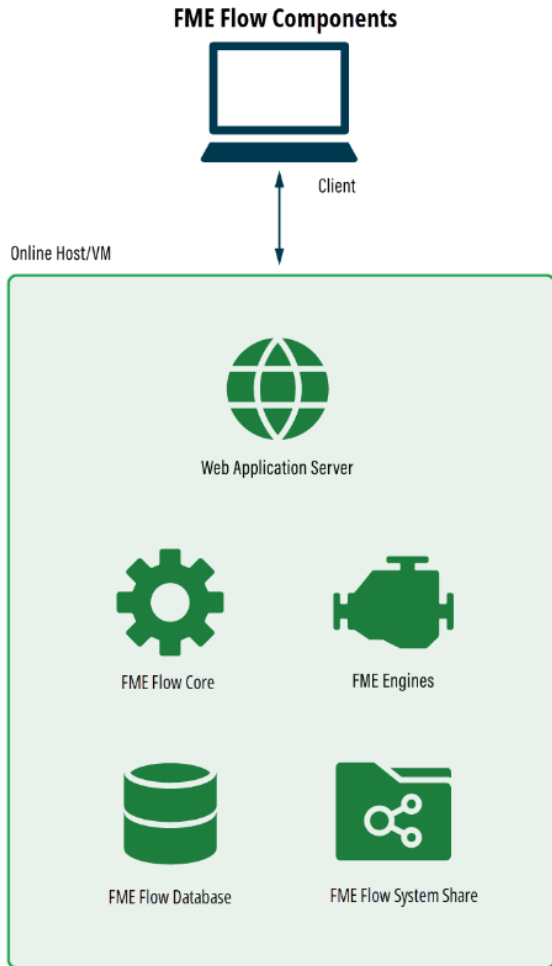 FME Flow Components
Client
Online Host/VM
Web Application Server
FME Flow Core
FME Engines
FME Flow Database
FME Flow System Share